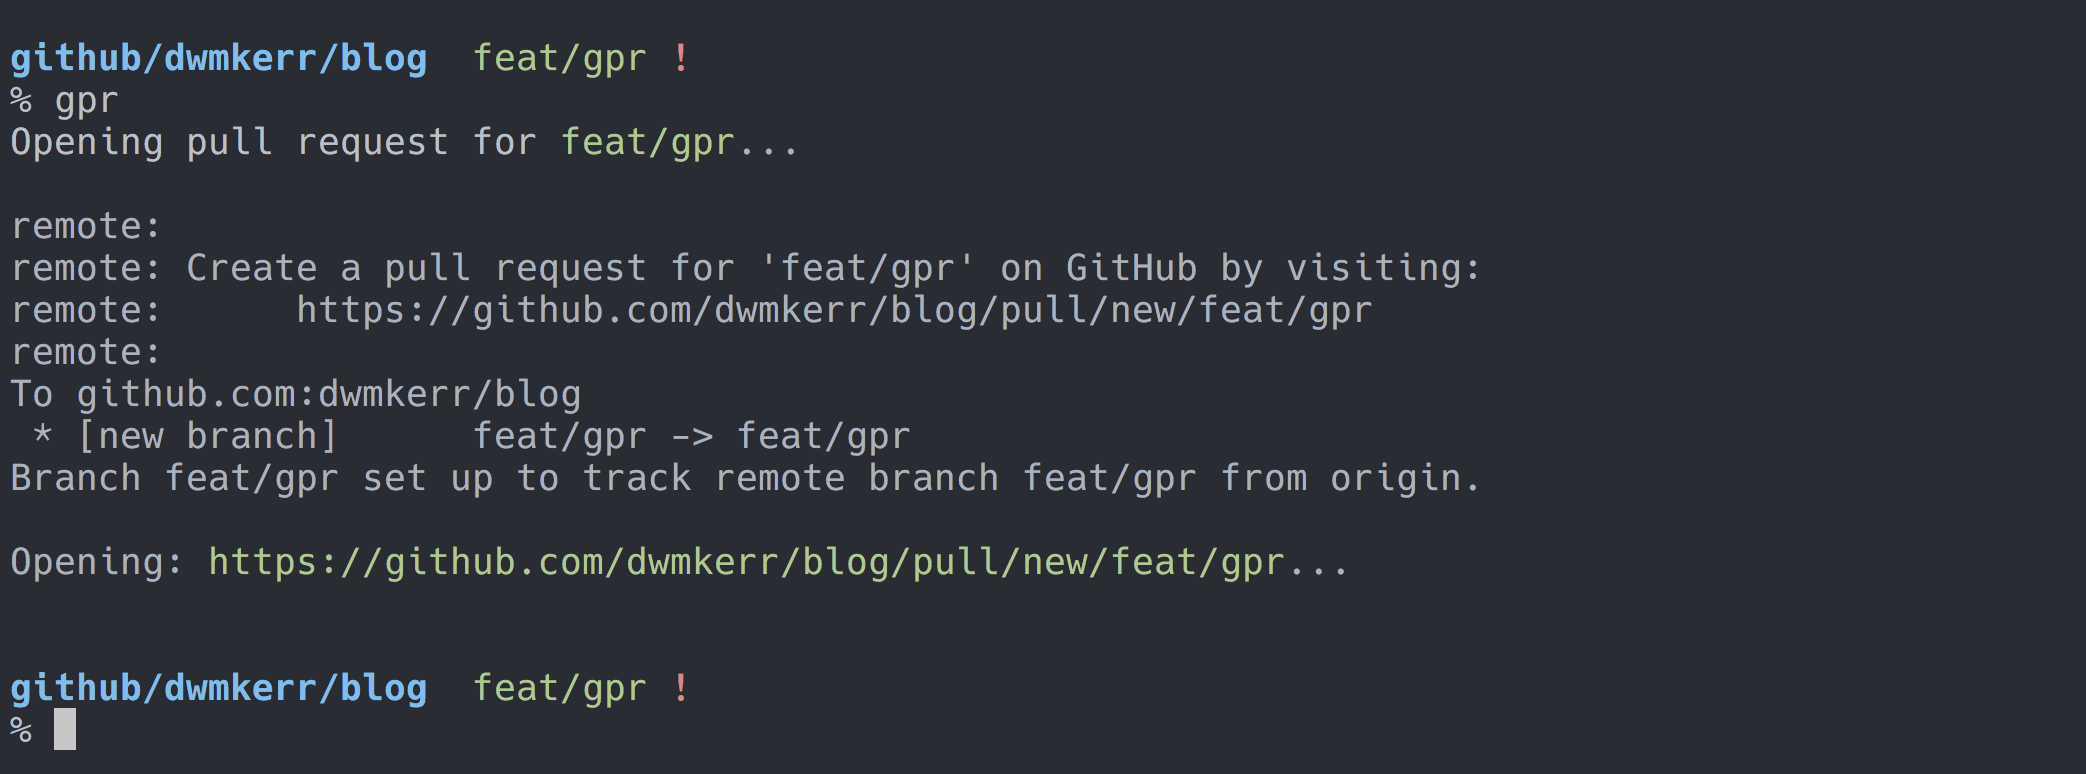 github/dwmkerr/blog  feat/gpr !
% gpr
Opening pull request for feat/gpr...
remote:
remote: Create a pull request for 'feat/gpr' on GitHub by visiting:
remote:      https://github.com/dwmkerr/blog/pull/new/feat/gpr
remote:
To github.com:dwmkerr/blog
 * [new branch]      feat/gpr -> feat/gpr
Branch feat/gpr set up to track remote branch feat/gpr from origin.
Opening: https://github.com/dwmkerr/blog/pull/new/feat/gpr...
github/dwmkerr/blog  feat/gpr !
%